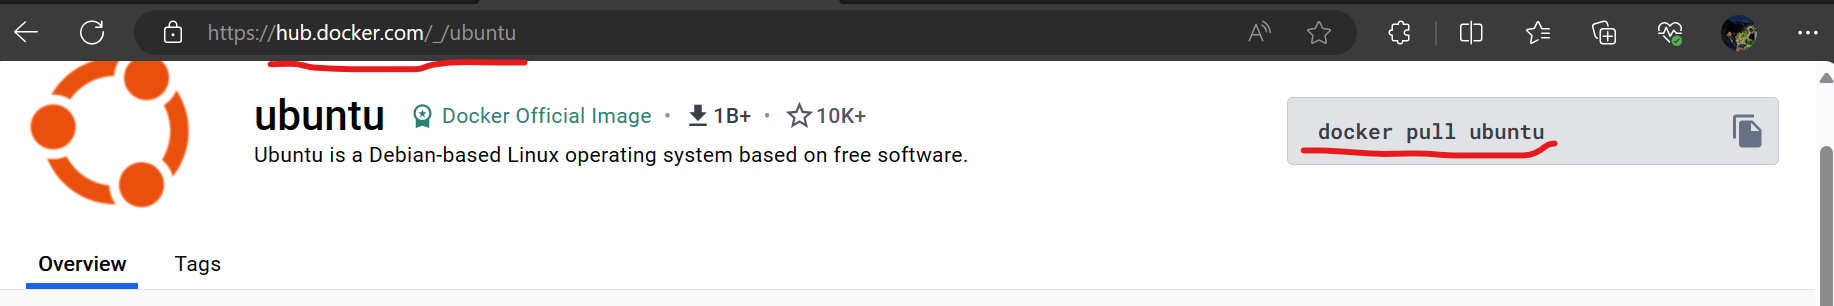 https://hub.docker.com/_/ubuntu
ubuntu Docker Official Image • 1B+ • 10K+
Ubuntu is a Debian-based Linux operating system based on free software.
docker pull ubuntu
Overview Tags